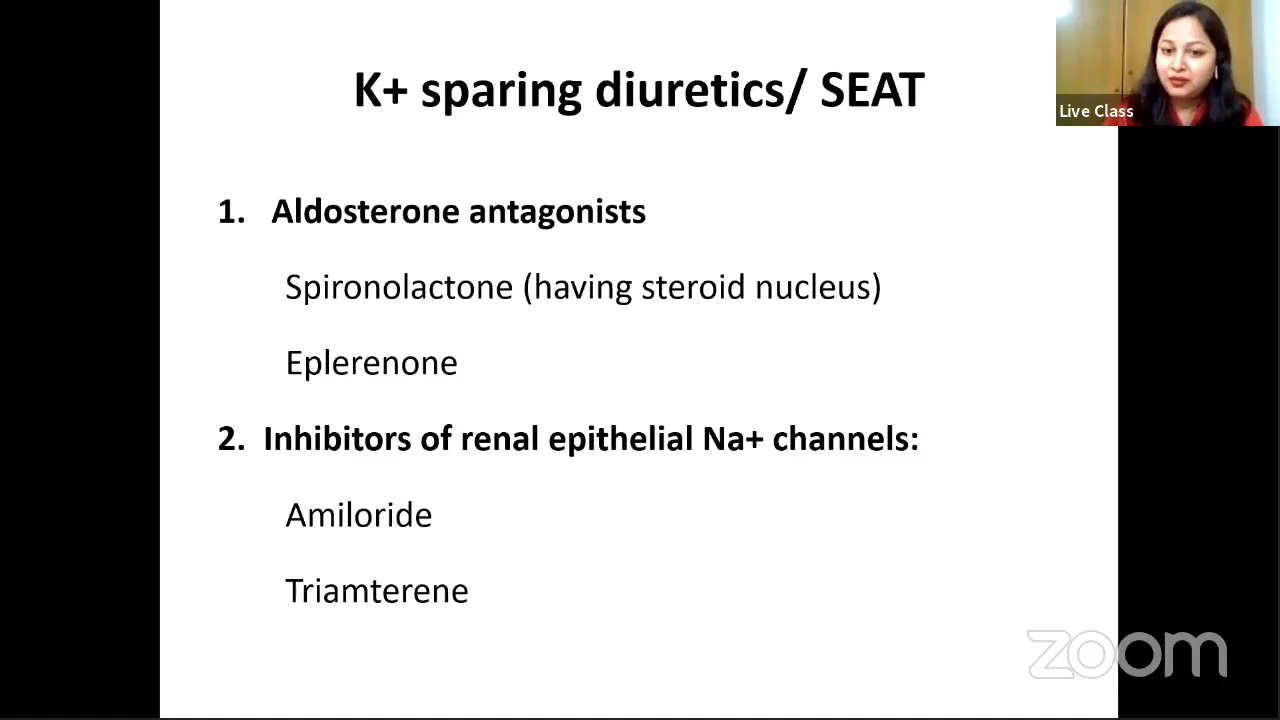 K+ sparing diuretics/ SEAT
Live Class
1. Aldosterone antagonists
Spironolactone (having steroid nucleus)
Eplerenone
2. Inhibitors of renal epithelial Na+ channels:
Amiloride
Triamterene
zoom